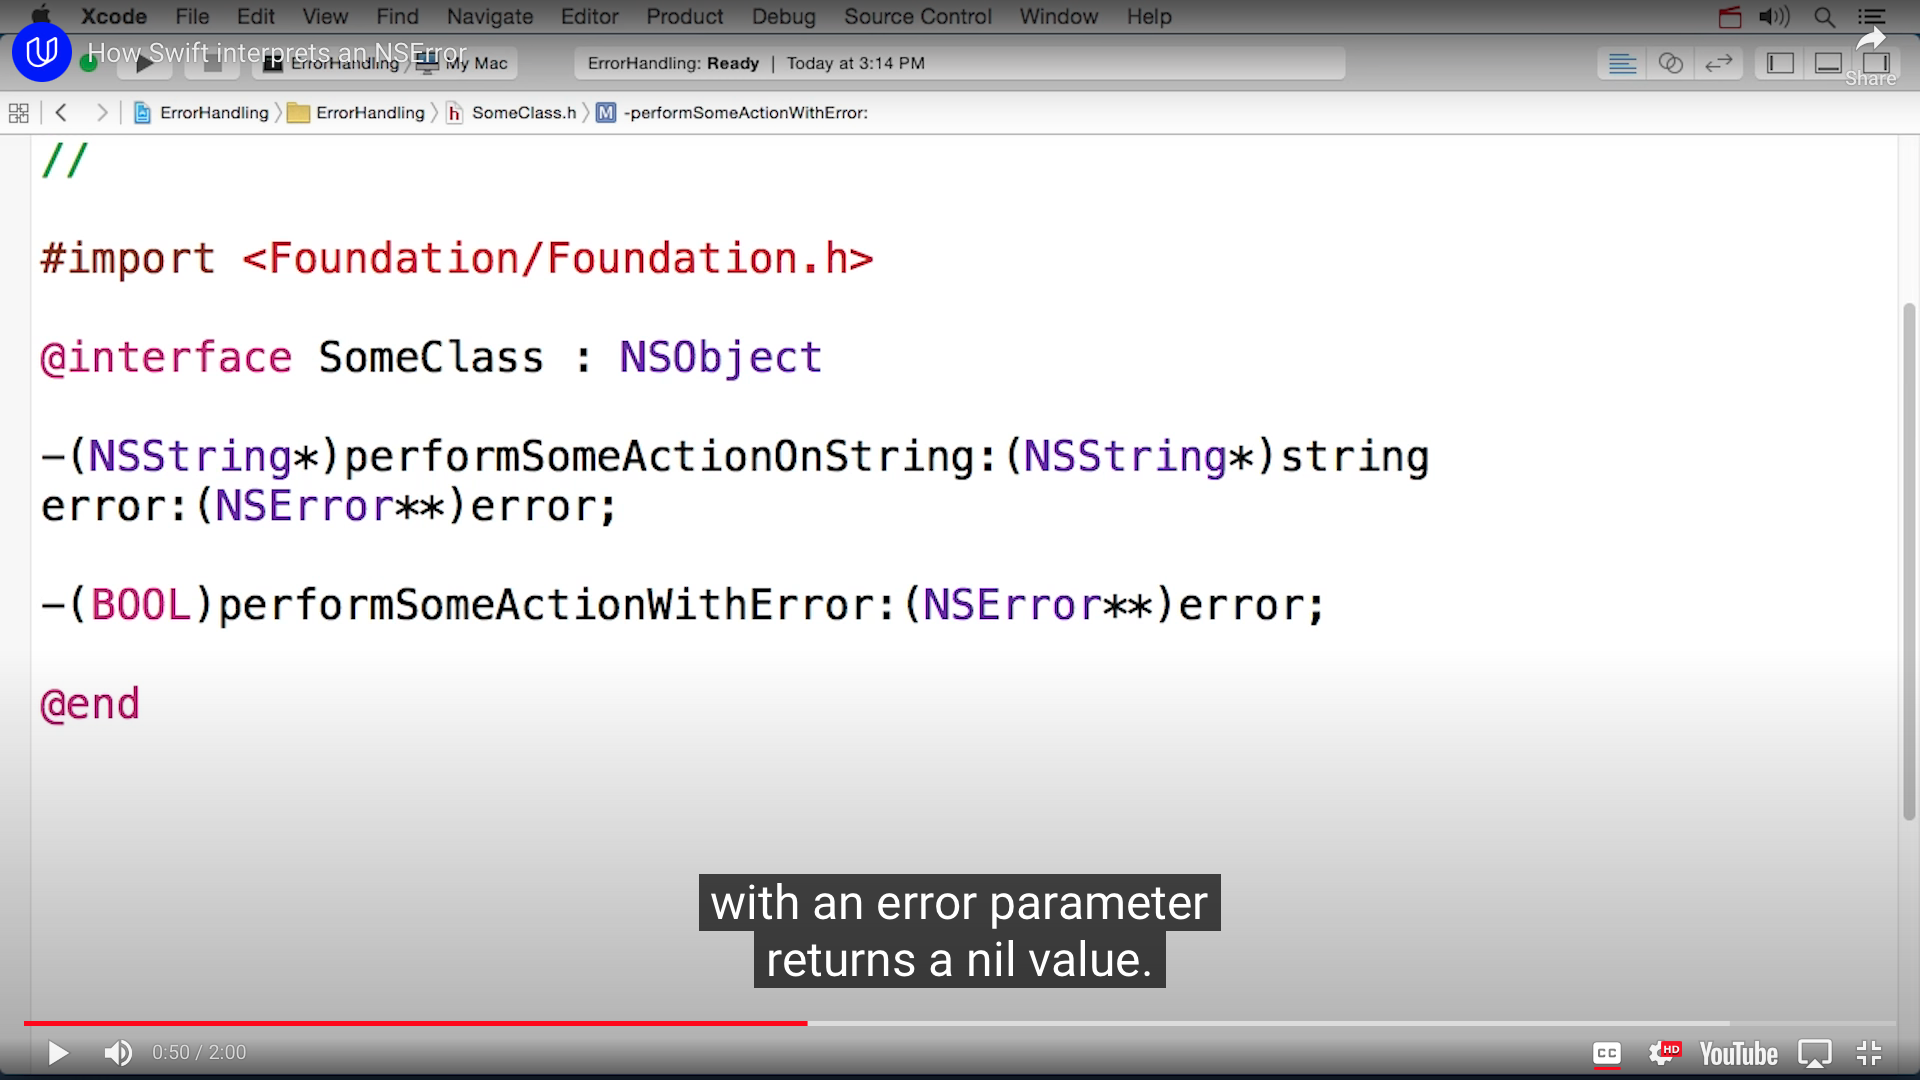 Xcode File Edit View Find Navigate Editor Product Debug Source Control Window Help
How Swift interprets an NSError
ErrorHandling My Mac
ErrorHandling: Ready | Today at 3:14 PM
Share
ErrorHandling ErrorHandling h SomeClass.h M -performSomeActionWithError:
//
#import <Foundation/Foundation.h>
@interface SomeClass : NSObject
-(NSString*)performSomeActionOnString:(NSString*)string
error:(NSError**)error;
-(BOOL)performSomeActionWithError:(NSError**)error;
@end
with an error parameter
returns a nil value.
0:50 / 2:00
CC HD YouTube